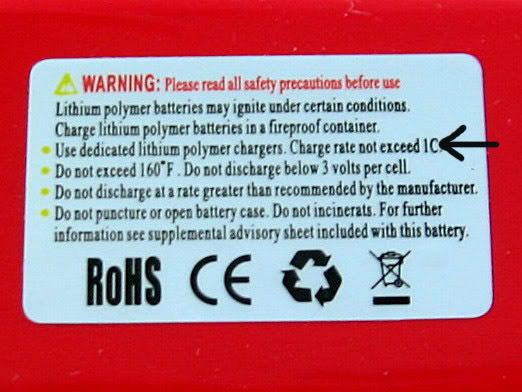 WARNING: Please read all safety precautions before use
Lithium polymer batteries may ignite under certain conditions.
Charge lithium polymer batteries in a fireproof container.
Use dedicated lithium polymer chargers. Charge rate not exceed 1C.
Do not exceed 160°F . Do not discharge below 3 volts per cell.
Do not discharge at a rate greater than recommended by the manufacturer.
Do not puncture or open battery case. Do not incinerats. For further
information see supplemental advisory sheet included with this battery.
RoHS CE